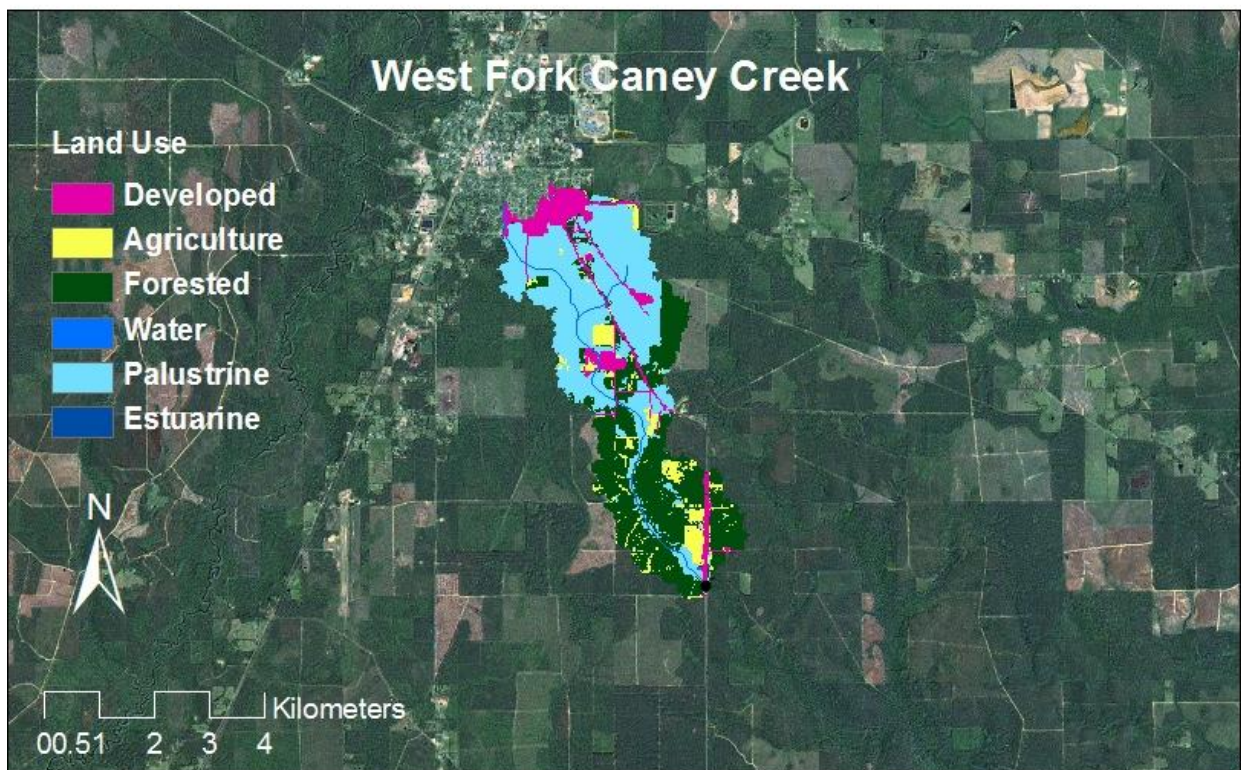 West Fork Caney Creek
Land Use
Developed
Agriculture
Forested
Water
Palustrine
Estuarine
N
Kilometers
00.51 2 3 4